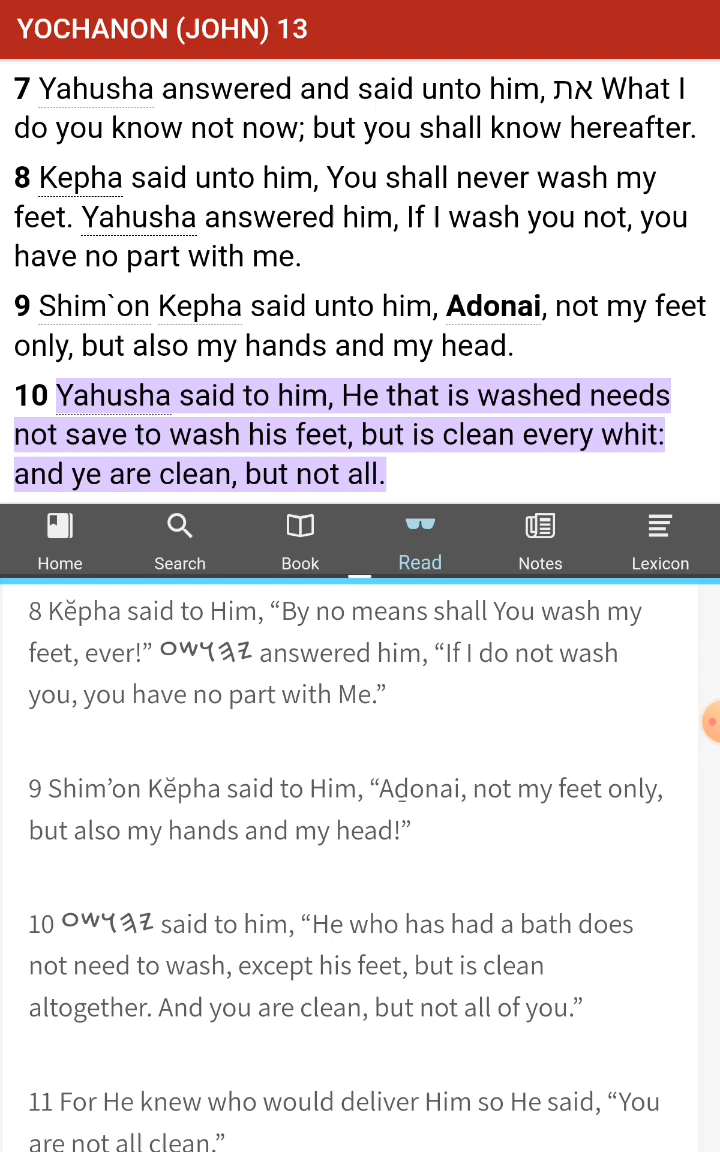 YOCHANON (JOHN) 13
7 Yahusha answered and said unto him, את What I
do you know not now; but you shall know hereafter.
8 Kepha said unto him, You shall never wash my
feet. Yahusha answered him, If I wash you not, you
have no part with me.
9 Shim`on Kepha said unto him, Adonai, not my feet
only, but also my hands and my head.
10 Yahusha said to him, He that is washed needs
not save to wash his feet, but is clean every whit:
and ye are clean, but not all.
Home Search Book Read Notes Lexicon
8 Kĕpha said to Him, “By no means shall You wash my
feet, ever!” 𐤉𐤄𐤅𐤔𐤏 answered him, “If I do not wash
you, you have no part with Me.”
9 Shim’on Kĕpha said to Him, “Aḏonai, not my feet only,
but also my hands and my head!”
10 𐤉𐤄𐤅𐤔𐤏 said to him, “He who has had a bath does
not need to wash, except his feet, but is clean
altogether. And you are clean, but not all of you.”
11 For He knew who would deliver Him so He said, “You
are not all clean.”